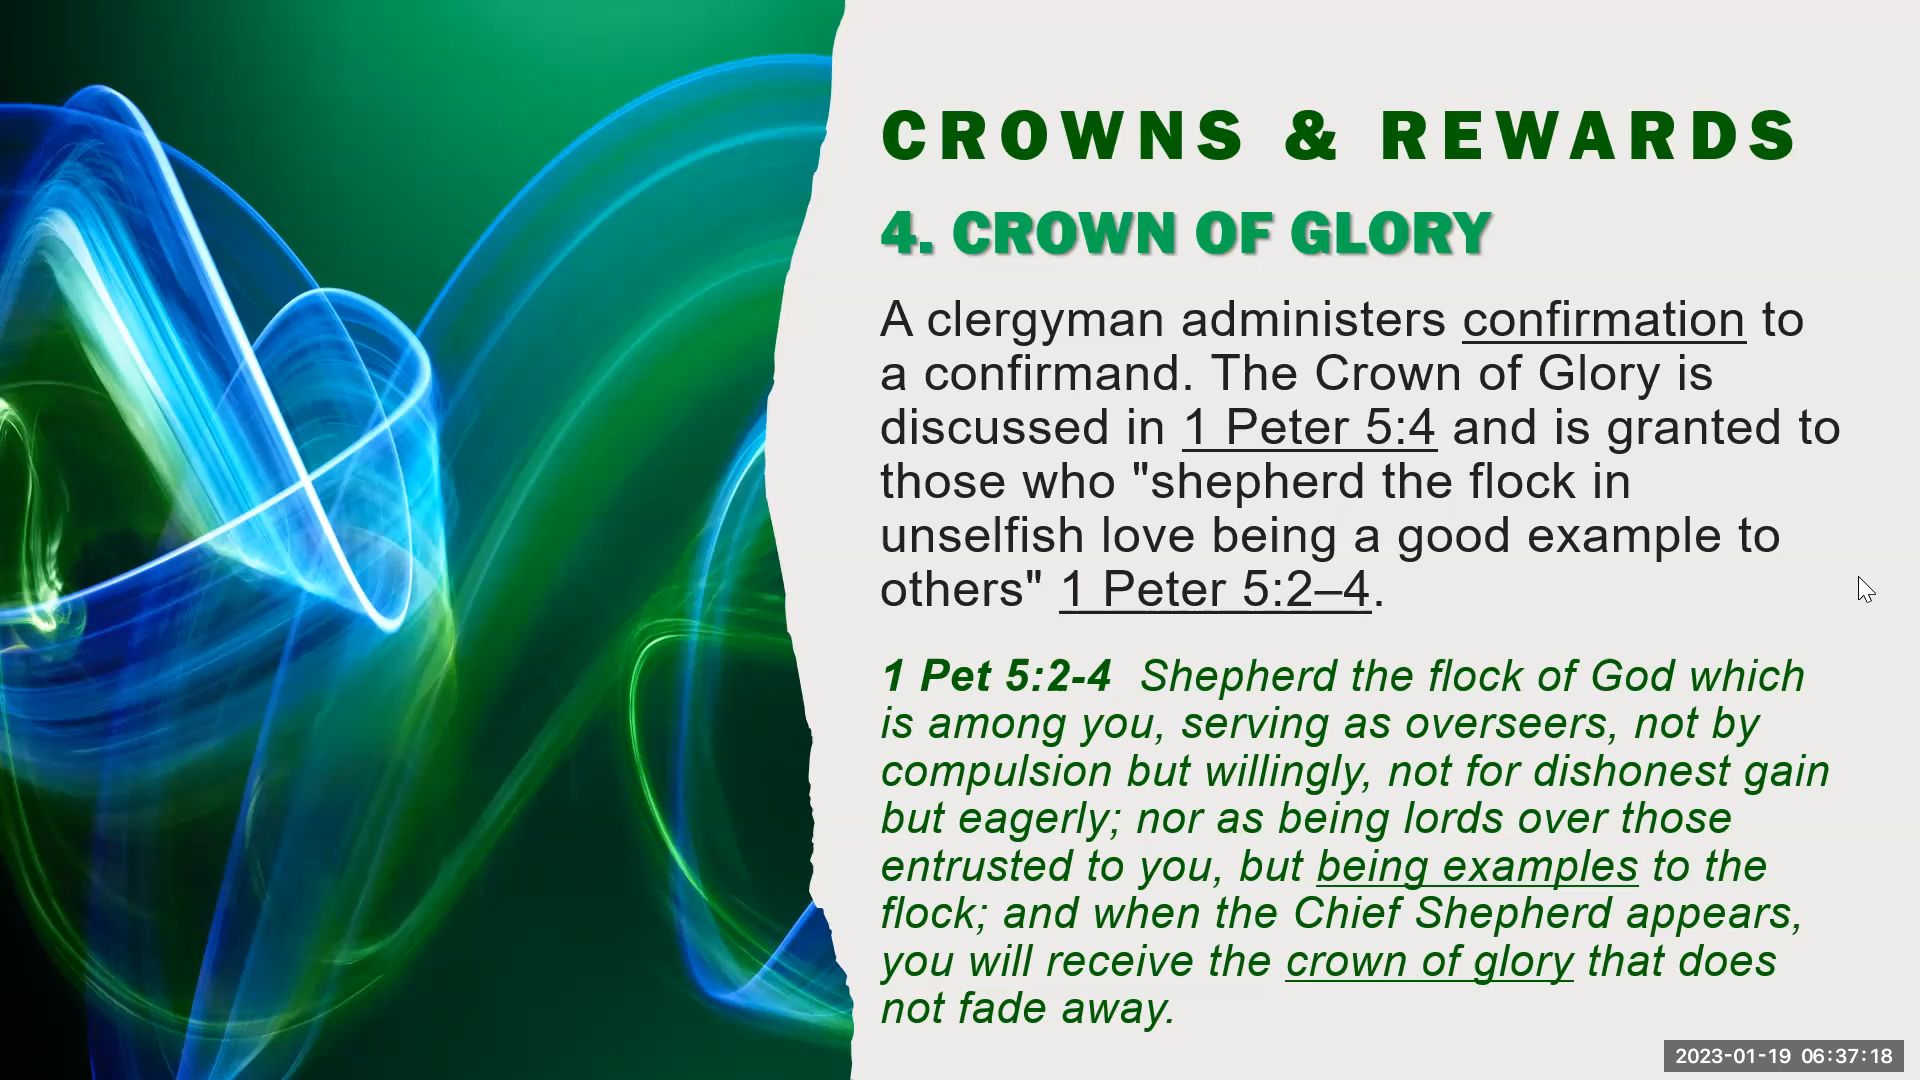 CROWNS & REWARDS
4. CROWN OF GLORY
A clergyman administers confirmation to
a confirmand. The Crown of Glory is
discussed in 1 Peter 5:4 and is granted to
those who "shepherd the flock in
unselfish love being a good example to
others" 1 Peter 5:2–4.
1 Pet 5:2-4 Shepherd the flock of God which
is among you, serving as overseers, not by
compulsion but willingly, not for dishonest gain
but eagerly; nor as being lords over those
entrusted to you, but being examples to the
flock; and when the Chief Shepherd appears,
you will receive the crown of glory that does
not fade away.
2023-01-19 06:37:18